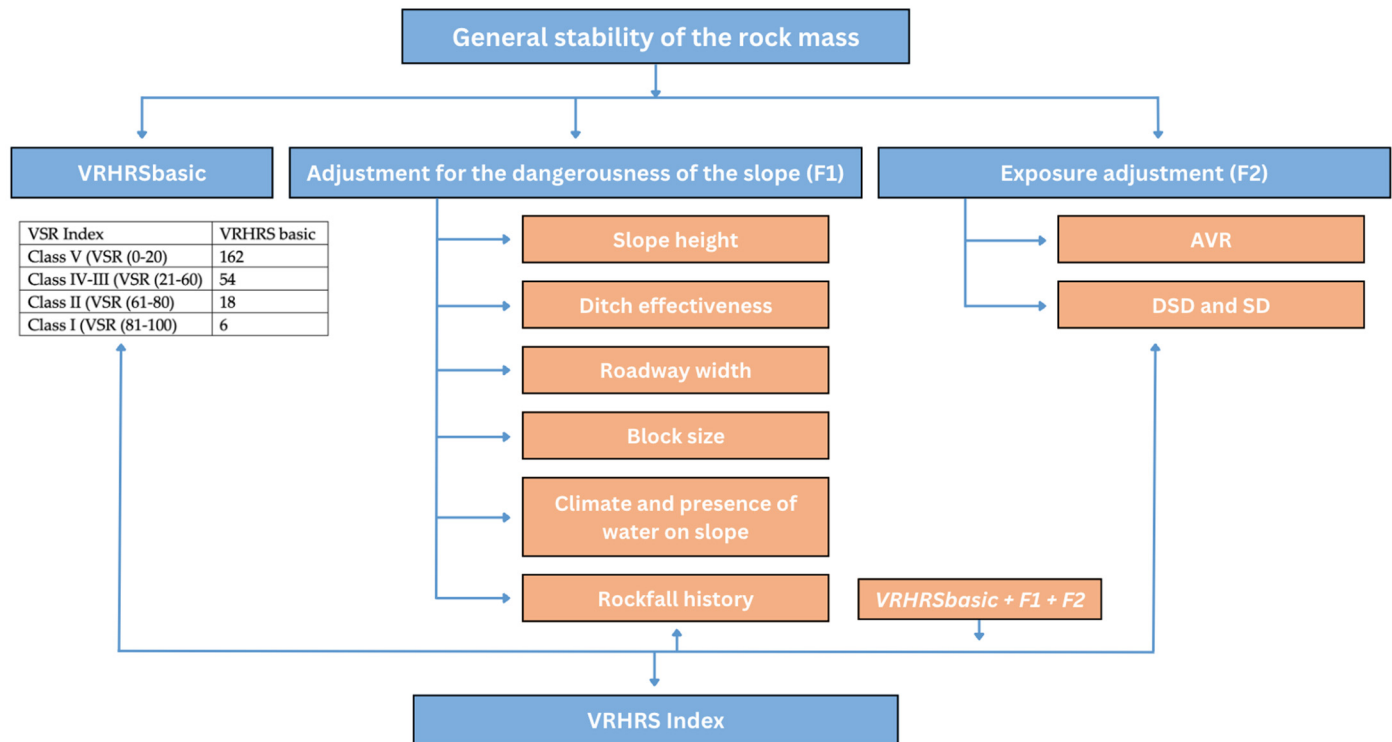 General stability of the rock mass
VRHRSbasic
Adjustment for the dangerousness of the slope (F1)
Exposure adjustment (F2)
VSR Index VRHRS basic
Class V (VSR (0-20) 162
Class IV-III (VSR (21-60) 54
Class II (VSR (61-80) 18
Class I (VSR (81-100) 6
Slope height
Ditch effectiveness
Roadway width
Block size
Climate and presence of
water on slope
Rockfall history
AVR
DSD and SD
VRHRSbasic + F1 + F2
VRHRS Index